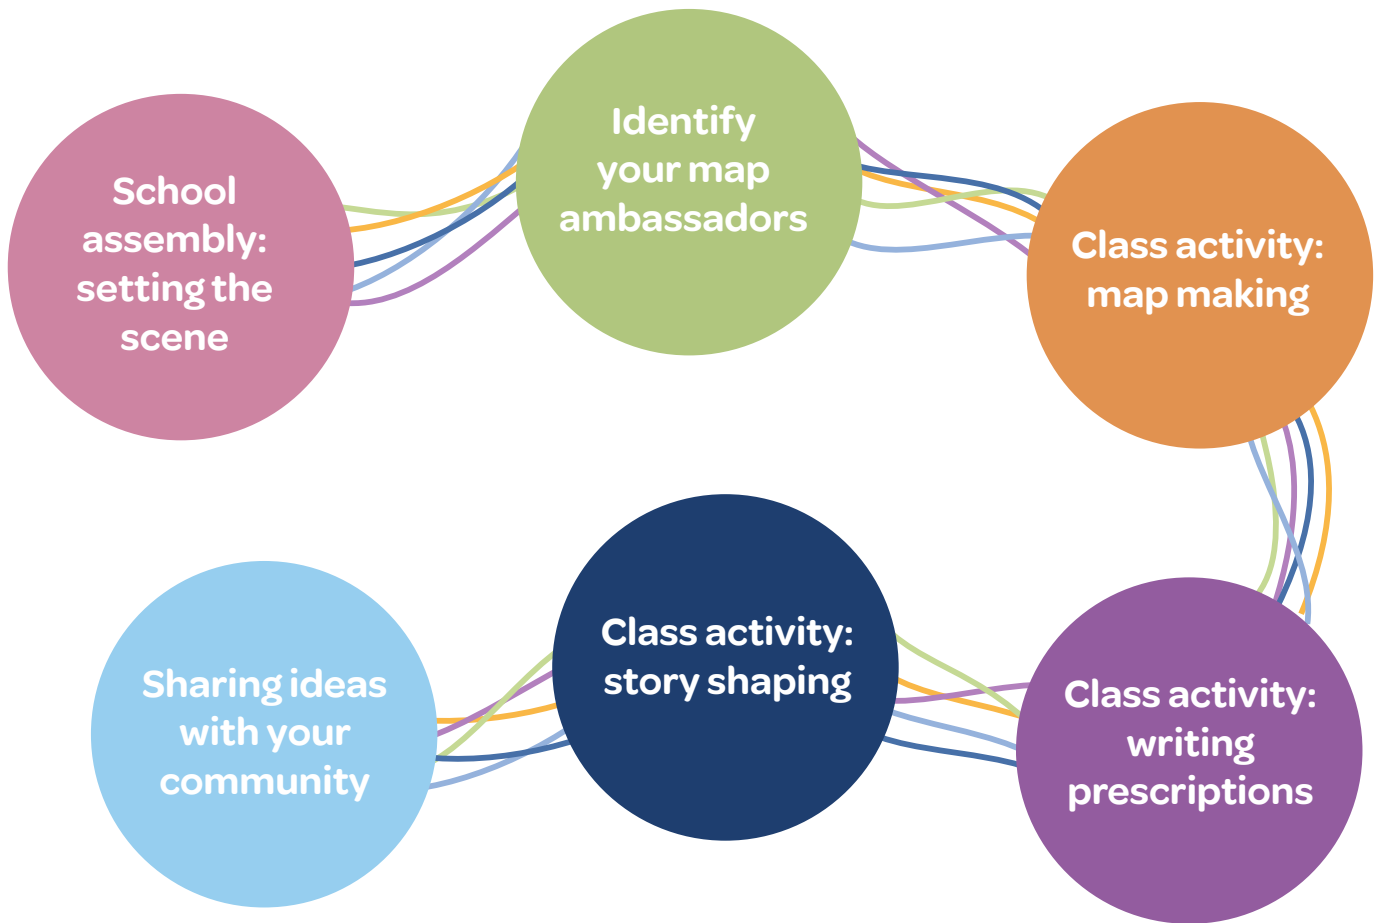 School
assembly:
setting the
scene
Identify
your map
ambassadors
Class activity:
map making
Class activity:
writing
prescriptions
Class activity:
story shaping
Sharing ideas
with your
community